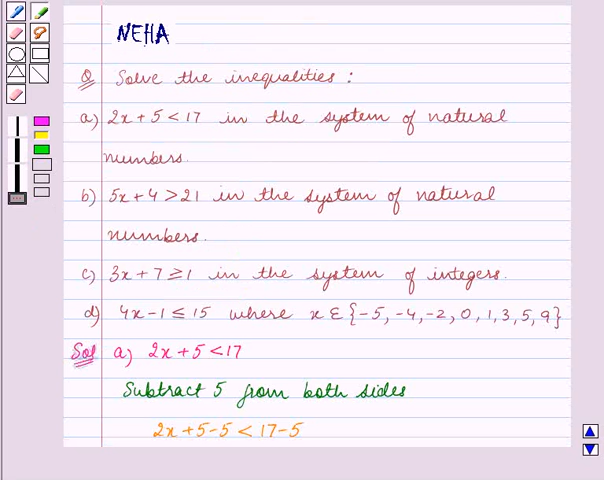 NEHA
Q Solve the inequalities :
a) 2x + 5 < 17 in the system of natural
numbers.
b) 5x + 4 > 21 in the system of natural
numbers.
c) 3x + 7 ≥ 1 in the system of integers.
d) 4x - 1 ≤ 15 where x ε {-5, -4, -2, 0, 1, 3, 5, 9}
Sol a) 2x + 5 < 17
Subtract 5 from both sides
2x + 5 - 5 < 17 - 5